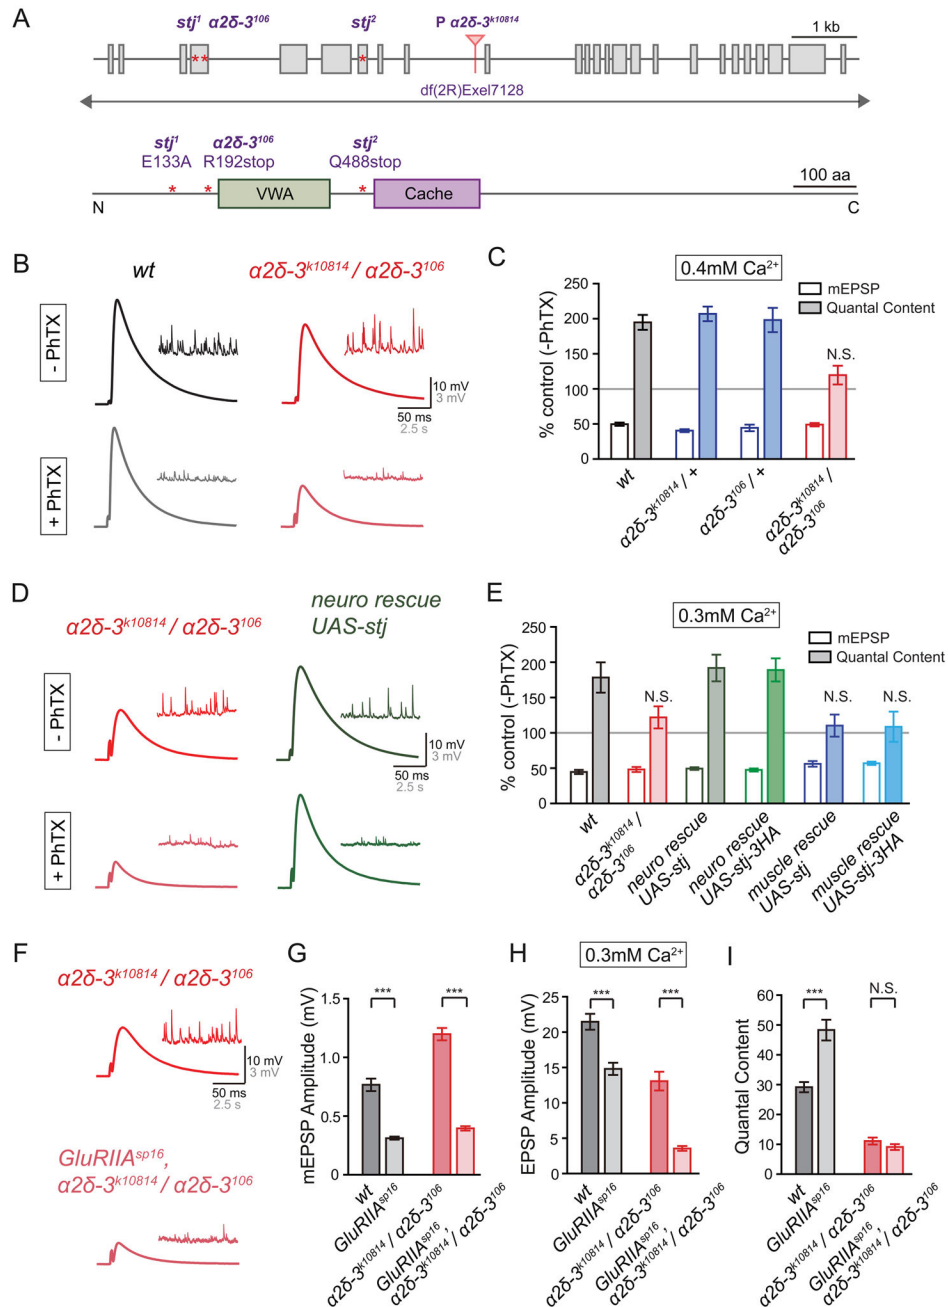 A
stj¹ α2δ-3¹⁰⁶ stj² P α2δ-3ᵏ¹⁰⁸¹⁴ 1 kb
* * *
df(2R)Exel7128
stj¹ α2δ-3¹⁰⁶ stj²
E133A R192stop Q488stop
* * * 100 aa
VWA Cache
N C
B
wt α2δ-3ᵏ¹⁰⁸¹⁴ / α2δ-3¹⁰⁶
- PhTX
10 mV
3 mV
50 ms
2.5 s
+ PhTX
C
0.4mM Ca²⁺
mEPSP
Quantal Content
% control (-PhTX)
250
200
150
100
50
0
N.S.
wt
α2δ-3ᵏ¹⁰⁸¹⁴ / +
α2δ-3¹⁰⁶ / +
α2δ-3ᵏ¹⁰⁸¹⁴ /
α2δ-3¹⁰⁶
D
α2δ-3ᵏ¹⁰⁸¹⁴ / α2δ-3¹⁰⁶
neuro rescue
UAS-stj
- PhTX
10 mV
3 mV
50 ms
2.5 s
+ PhTX
E
0.3mM Ca²⁺
mEPSP
Quantal Content
% control (-PhTX)
250
200
150
100
50
0
N.S. N.S. N.S.
wt
α2δ-3ᵏ¹⁰⁸¹⁴ /
α2δ-3¹⁰⁶
neuro rescue
UAS-stj
neuro rescue
UAS-stj-3HA
muscle rescue
UAS-stj
muscle rescue
UAS-stj-3HA
F
α2δ-3ᵏ¹⁰⁸¹⁴ / α2δ-3¹⁰⁶
10 mV
3 mV
50 ms
2.5 s
GluRIIAˢᵖ¹⁶,
α2δ-3ᵏ¹⁰⁸¹⁴ / α2δ-3¹⁰⁶
G
mEPSP Amplitude (mV)
1.5
1.2
0.7
0.5
0
*** ***
wt
GluRIIAˢᵖ¹⁶
α2δ-3ᵏ¹⁰⁸¹⁴ / α2δ-3¹⁰⁶
GluRIIAˢᵖ¹⁶,
α2δ-3ᵏ¹⁰⁸¹⁴ / α2δ-3¹⁰⁶
H
0.3mM Ca²⁺
EPSP Amplitude (mV)
25
22
20
15
10
5
0
*** ***
wt
GluRIIAˢᵖ¹⁶
α2δ-3ᵏ¹⁰⁸¹⁴ / α2δ-3¹⁰⁶
GluRIIAˢᵖ¹⁶,
α2δ-3ᵏ¹⁰⁸¹⁴ / α2δ-3¹⁰⁶
I
Quantal Content
60
50
40
30
20
10
0
*** N.S.
wt
GluRIIAˢᵖ¹⁶
α2δ-3ᵏ¹⁰⁸¹⁴ / α2δ-3¹⁰⁶
GluRIIAˢᵖ¹⁶,
α2δ-3ᵏ¹⁰⁸¹⁴ / α2δ-3¹⁰⁶